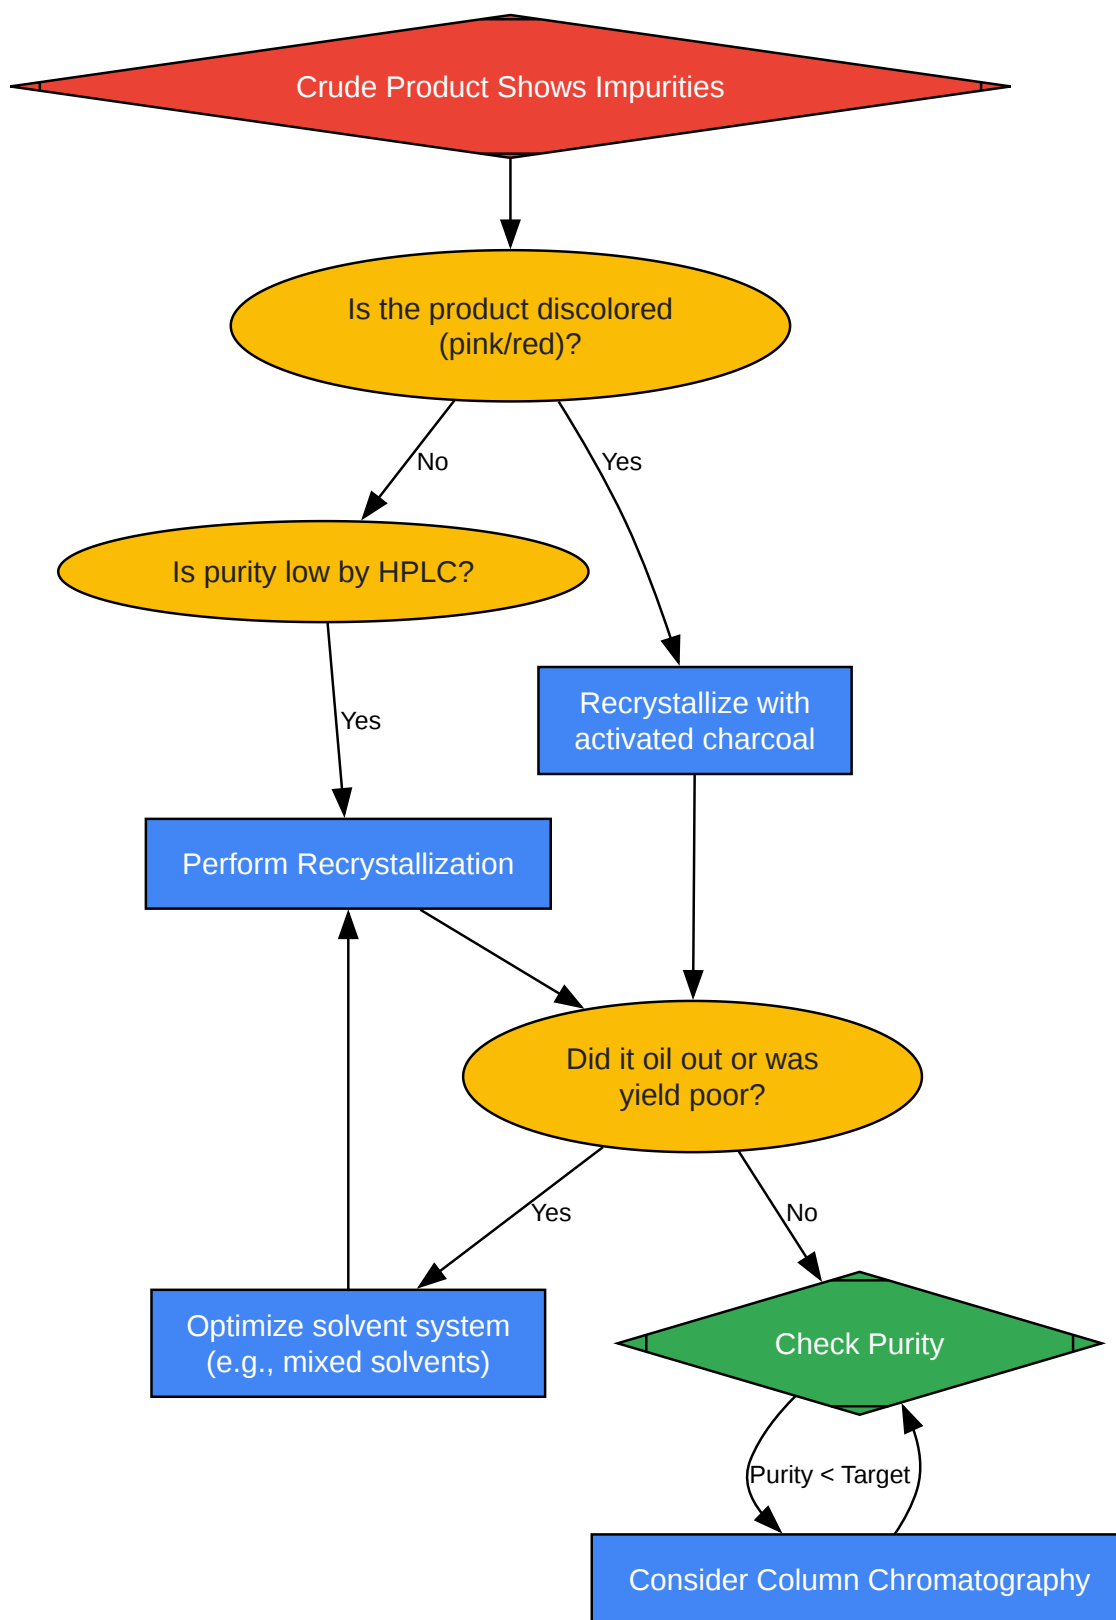 Crude Product Shows Impurities
Is the product discolored
(pink/red)?
No
Yes
Is purity low by HPLC?
Recrystallize with
activated charcoal
Yes
Perform Recrystallization
Did it oil out or was
yield poor?
Yes
No
Optimize solvent system
(e.g., mixed solvents)
Check Purity
Purity < Target
Consider Column Chromatography